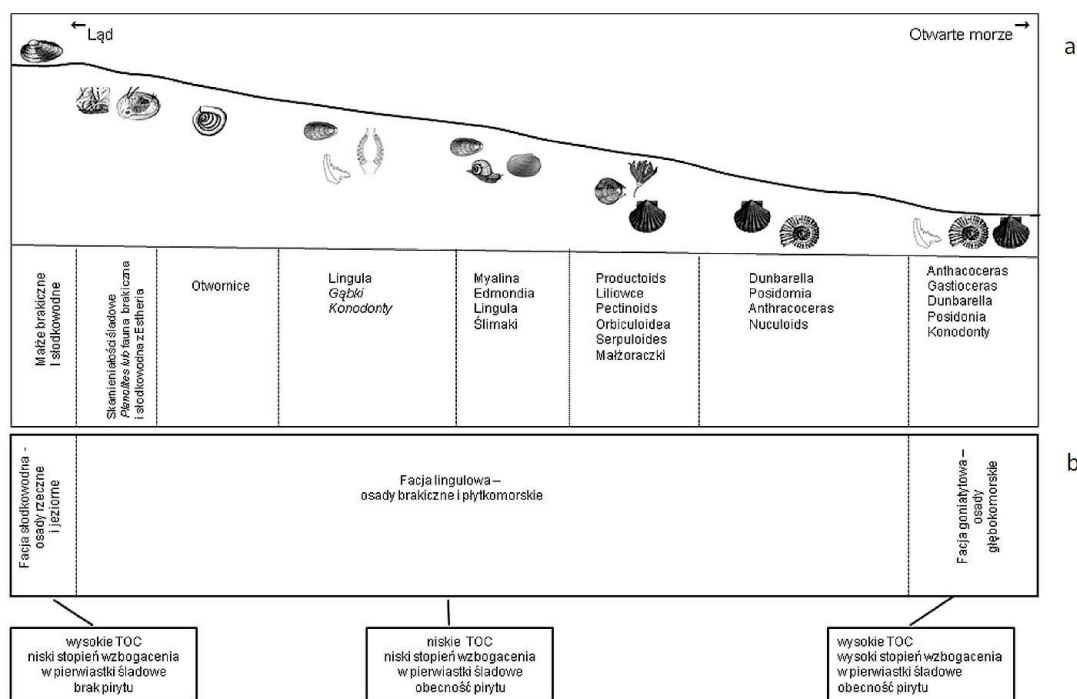 ← Ląd
Otwarte morze →
a
Małże brakiczne
i słodkowodne
Skamieniałości śladowe
Planolites lub fauna brakiczna
i słodkowodna z Estheria
Otwornice
Lingula
Gąbki
Konodonty
Myalina
Edmondia
Lingula
Ślimaki
Productoids
Liliowce
Pectinoids
Orbiculoidea
Serpuloides
Małżoraczki
Dunbarella
Posidomia
Anthracoceras
Nuculoids
Anthacoceras
Gastioceras
Dunbarella
Posidonia
Konodonty
b
Facja słodkowodna -
osady rzeczne
i jeziorne
Facja lingulowa –
osady brakiczne i płytkomorskie
Facja goniatytowa –
osady
głębokomorskie
wysokie TOC
niski stopień wzbogacenia
w pierwiastki śladowe
brak pirytu
niskie TOC
niski stopień wzbogacenia
w pierwiastki śladowe
obecność pirytu
wysokie TOC
wysoki stopień wzbogacenia
w pierwiastki śladowe
obecność pirytu